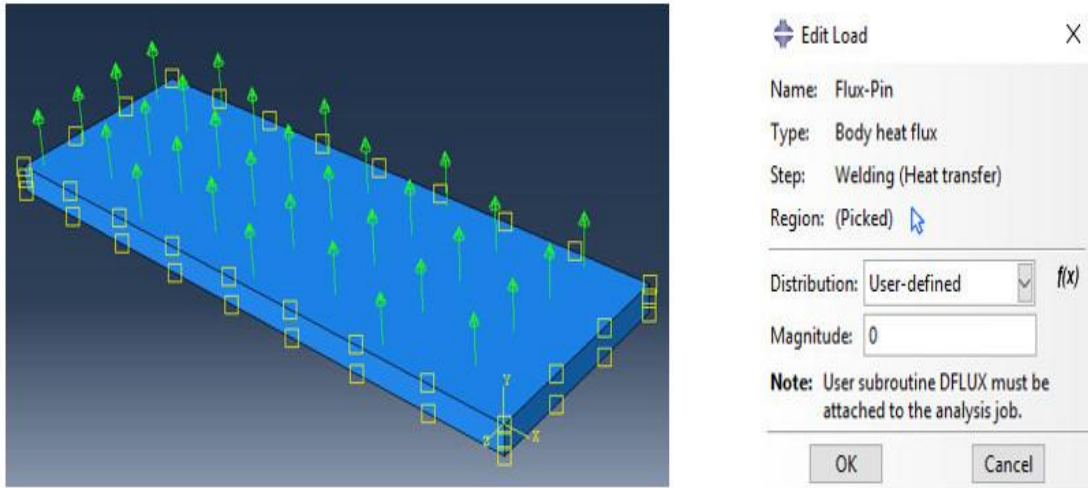 Edit Load
X
Name: Flux-Pin
Type: Body heat flux
Step: Welding (Heat transfer)
Region: (Picked)
Distribution: User-defined f(x)
Magnitude: 0
Note: User subroutine DFLUX must be
attached to the analysis job.
OK Cancel
Y
Z X